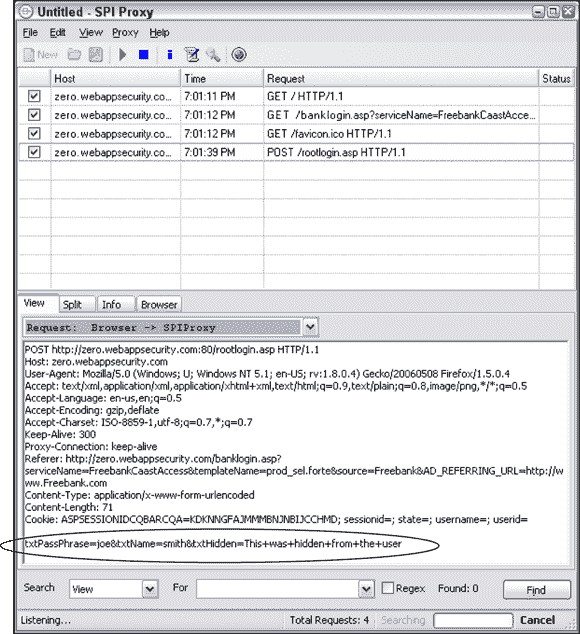 Untitled - SPI Proxy
File Edit View Proxy Help
New
Host Time Request Status
zero.webappsecurity.co... 7:01:11 PM GET / HTTP/1.1
zero.webappsecurity.co... 7:01:12 PM GET /banklogin.asp?serviceName=FreebankCaastAcce...
zero.webappsecurity.co... 7:01:12 PM GET /favicon.ico HTTP/1.1
zero.webappsecurity.co... 7:01:39 PM POST /rootlogin.asp HTTP/1.1
View Split Info Browser
Request: Browser -> SPIProxy
POST http://zero.webappsecurity.com:80/rootlogin.asp HTTP/1.1
Host: zero.webappsecurity.com
User-Agent: Mozilla/5.0 (Windows; U; Windows NT 5.1; en-US; rv:1.8.0.4) Gecko/20060508 Firefox/1.5.0.4
Accept: text/xml,application/xml,application/xhtml+xml,text/html;q=0.9,text/plain;q=0.8,image/png,*/*;q=0.5
Accept-Language: en-us,en;q=0.5
Accept-Encoding: gzip,deflate
Accept-Charset: ISO-8859-1,utf-8;q=0.7,*;q=0.7
Keep-Alive: 300
Proxy-Connection: keep-alive
Referer: http://zero.webappsecurity.com/banklogin.asp?
serviceName=FreebankCaastAccess&templateName=prod_sel.forte&source=Freebank&AD_REFERRING_URL=http://w
ww.Freebank.com
Content-Type: application/x-www-form-urlencoded
Content-Length: 71
Cookie: ASPSESSIONIDCQBARCQA=KDKNNGFAJMMMBNJNBIJCCHMD; sessionid=; state=; username=; userid=
txtPassPhrase=joe&txtName=smith&txtHidden=This+was+hidden+from+the+user
Search View For Regex Found: 0 Find
Listening... Total Requests: 4 Searching Cancel